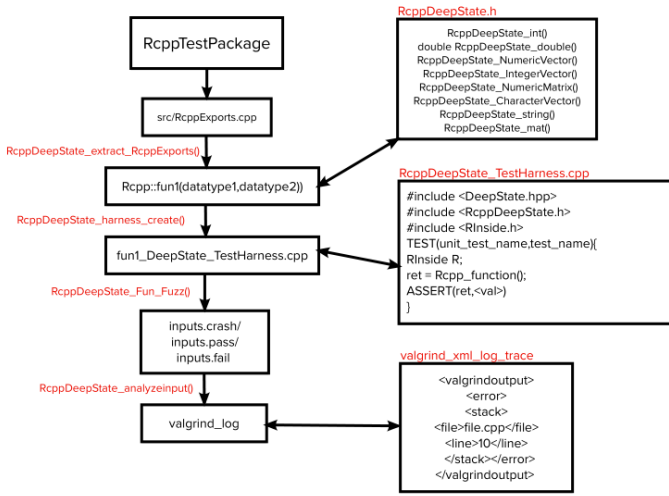 RcppDeepState.h
RcppTestPackage
RcppDeepState_int()
double RcppDeepState_double()
RcppDeepState_NumericVector()
RcppDeepState_IntegerVector()
RcppDeepState_NumericMatrix()
RcppDeepState_CharacterVector()
RcppDeepState_string()
RcppDeepState_mat()
src/RcppExports.cpp
RcppDeepState_extract_RcppExports()
Rcpp::fun1(datatype1,datatype2))
RcppDeepState_TestHarness.cpp
#include <DeepState.hpp>
#include <RcppDeepState.h>
#include <RInside.h>
TEST(unit_test_name,test_name){
RInside R;
ret = Rcpp_function();
ASSERT(ret,<val>)
}
RcppDeepState_harness_create()
fun1_DeepState_TestHarness.cpp
RcppDeepState_Fun_Fuzz()
inputs.crash/
inputs.pass/
inputs.fail
RcppDeepState_analyzeinput()
valgrind_log
valgrind_xml_log_trace
<valgrindoutput>
<error>
<stack>
<file>file.cpp</file>
<line>10</line>
</stack></error>
</valgrindoutput>